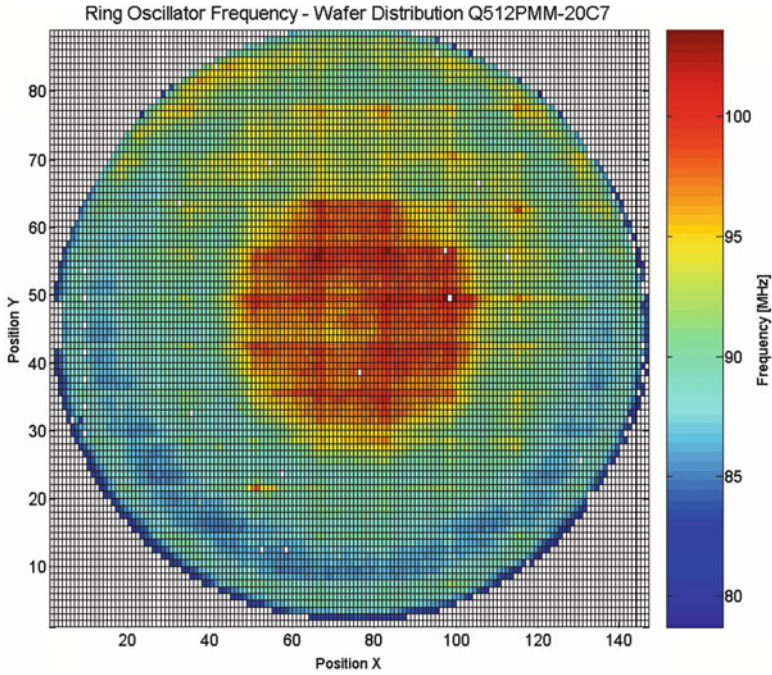 Ring Oscillator Frequency - Wafer Distribution Q512PMM-20C7
80
70
60
50
40
30
20
10
Position Y
20 40 60 80 100 120 140
Position X
100
95
90
85
80
Frequency [MHz]